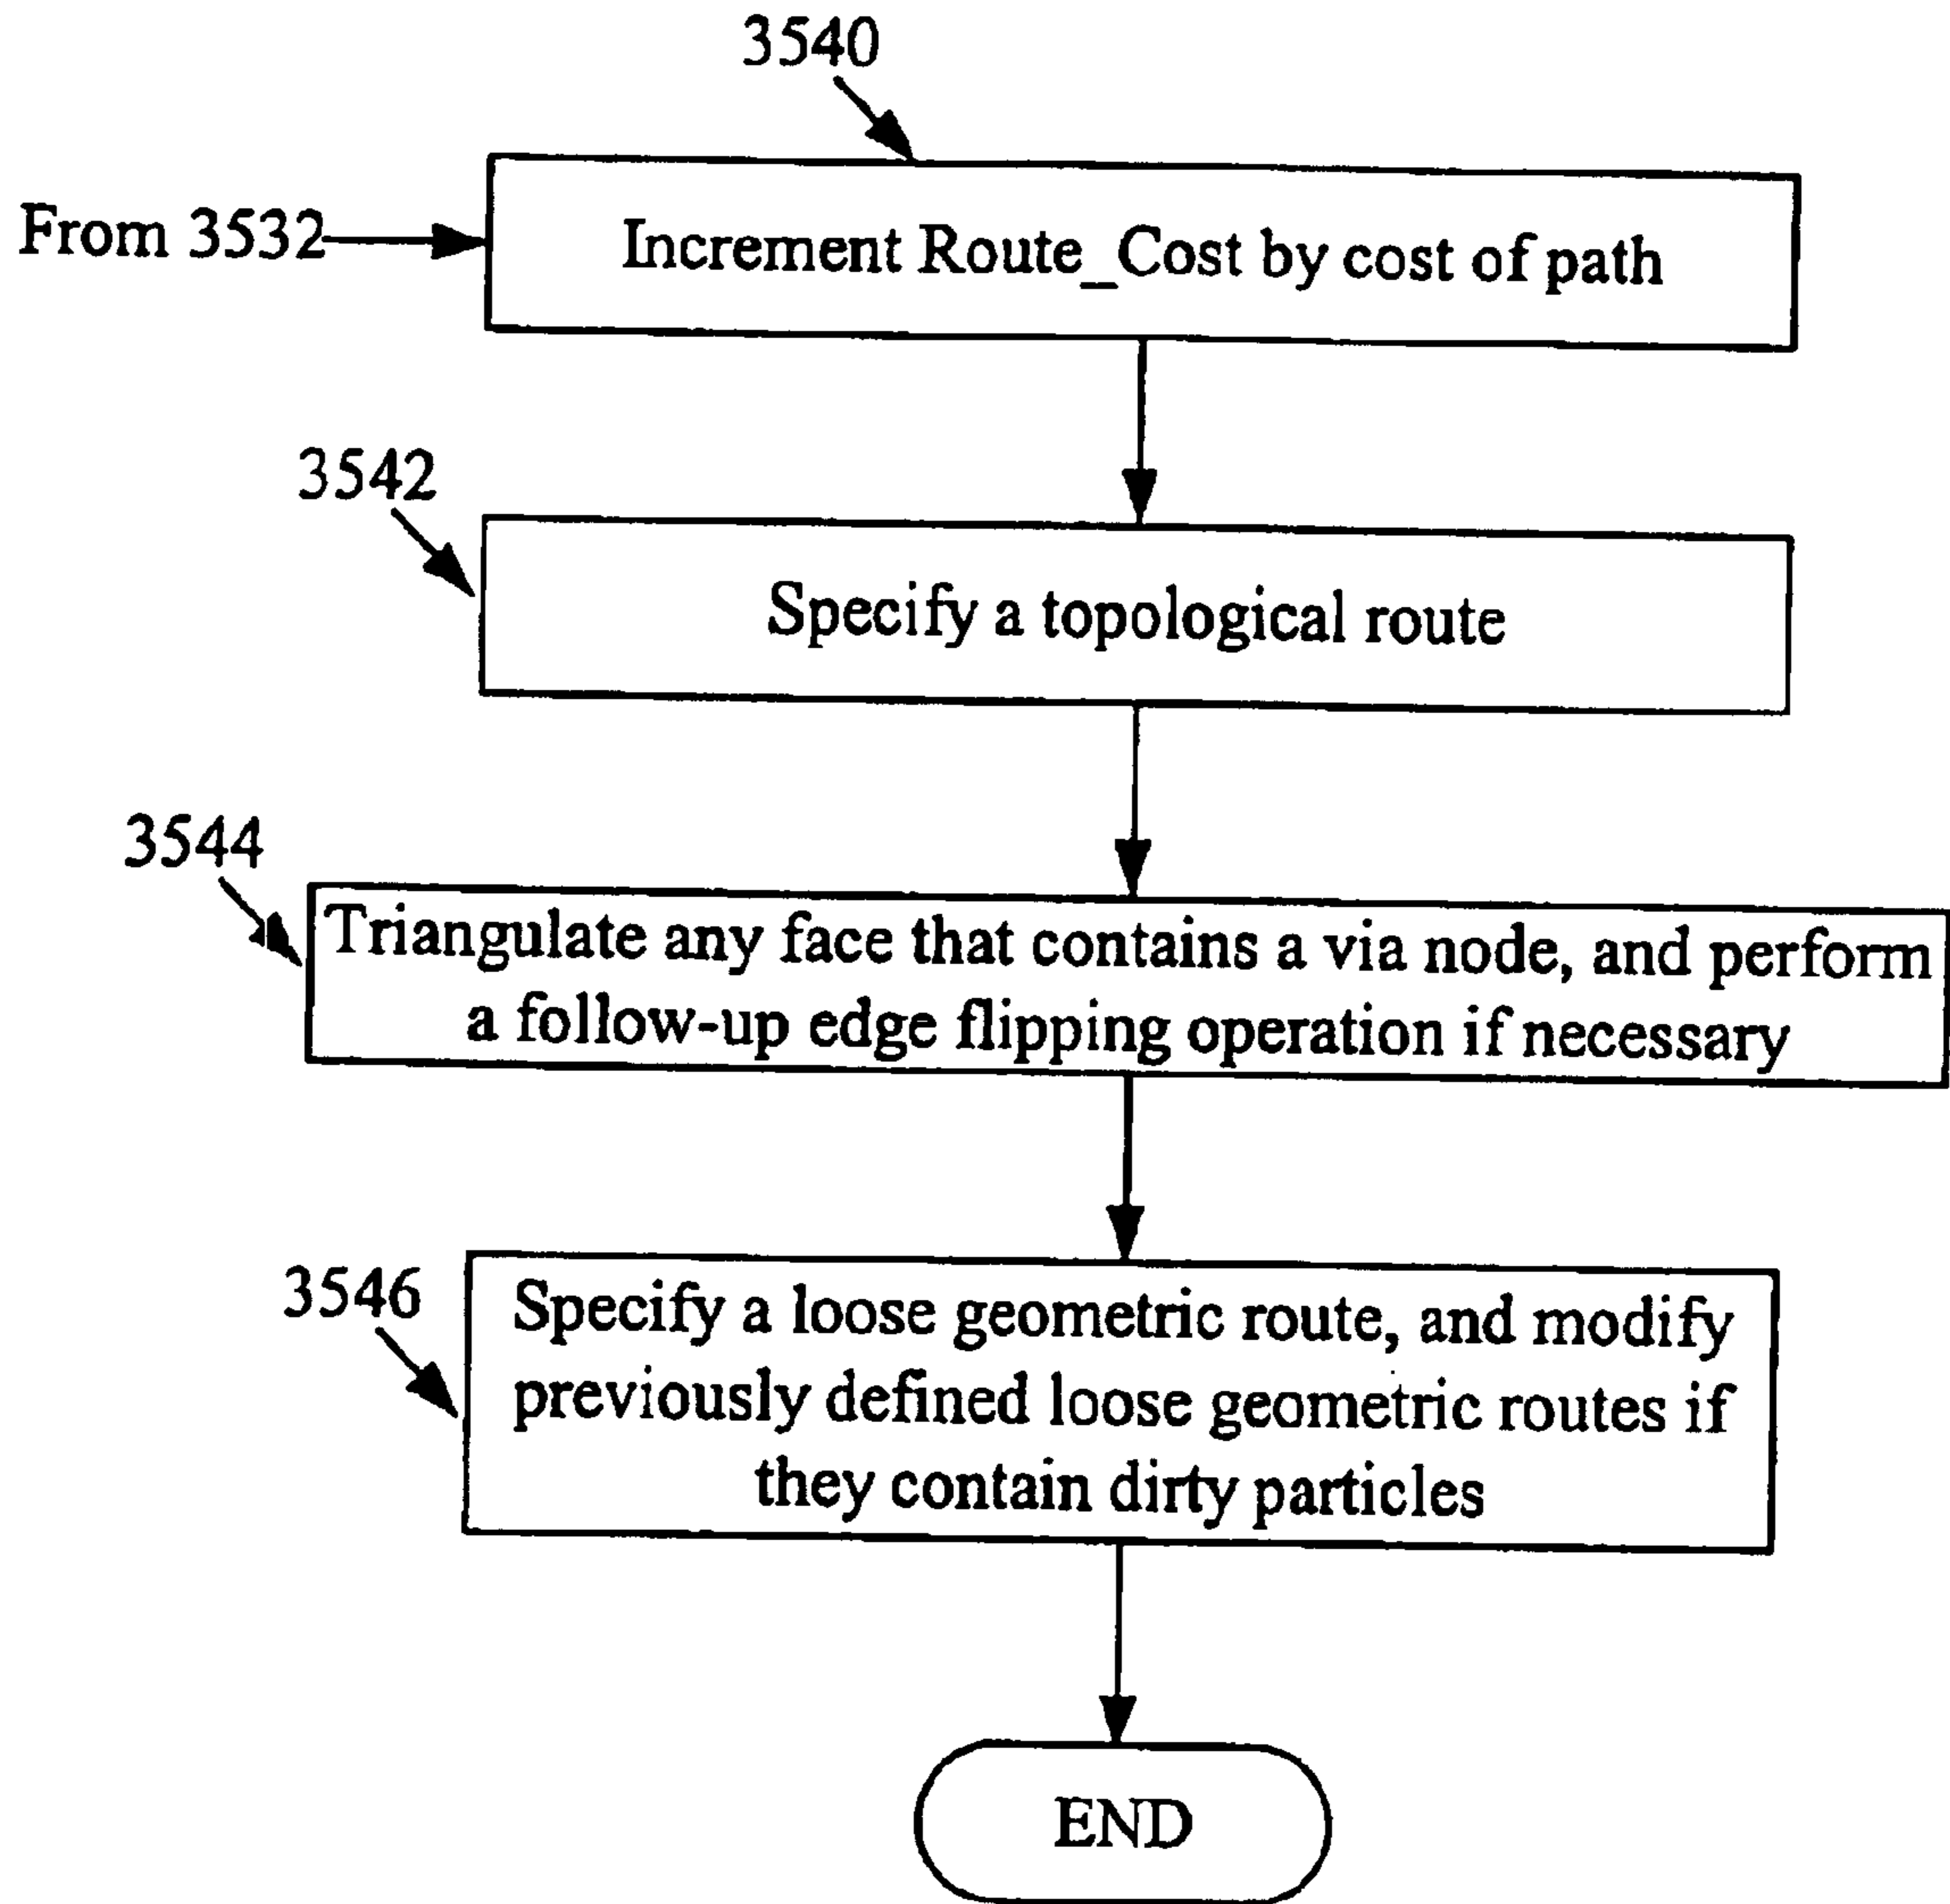 3540
From 3532
Increment Route_Cost by cost of path
3542
Specify a topological route
3544
Triangulate any face that contains a via node, and perform
a follow-up edge flipping operation if necessary
3546
Specify a loose geometric route, and modify
previously defined loose geometric routes if
they contain dirty particles
END